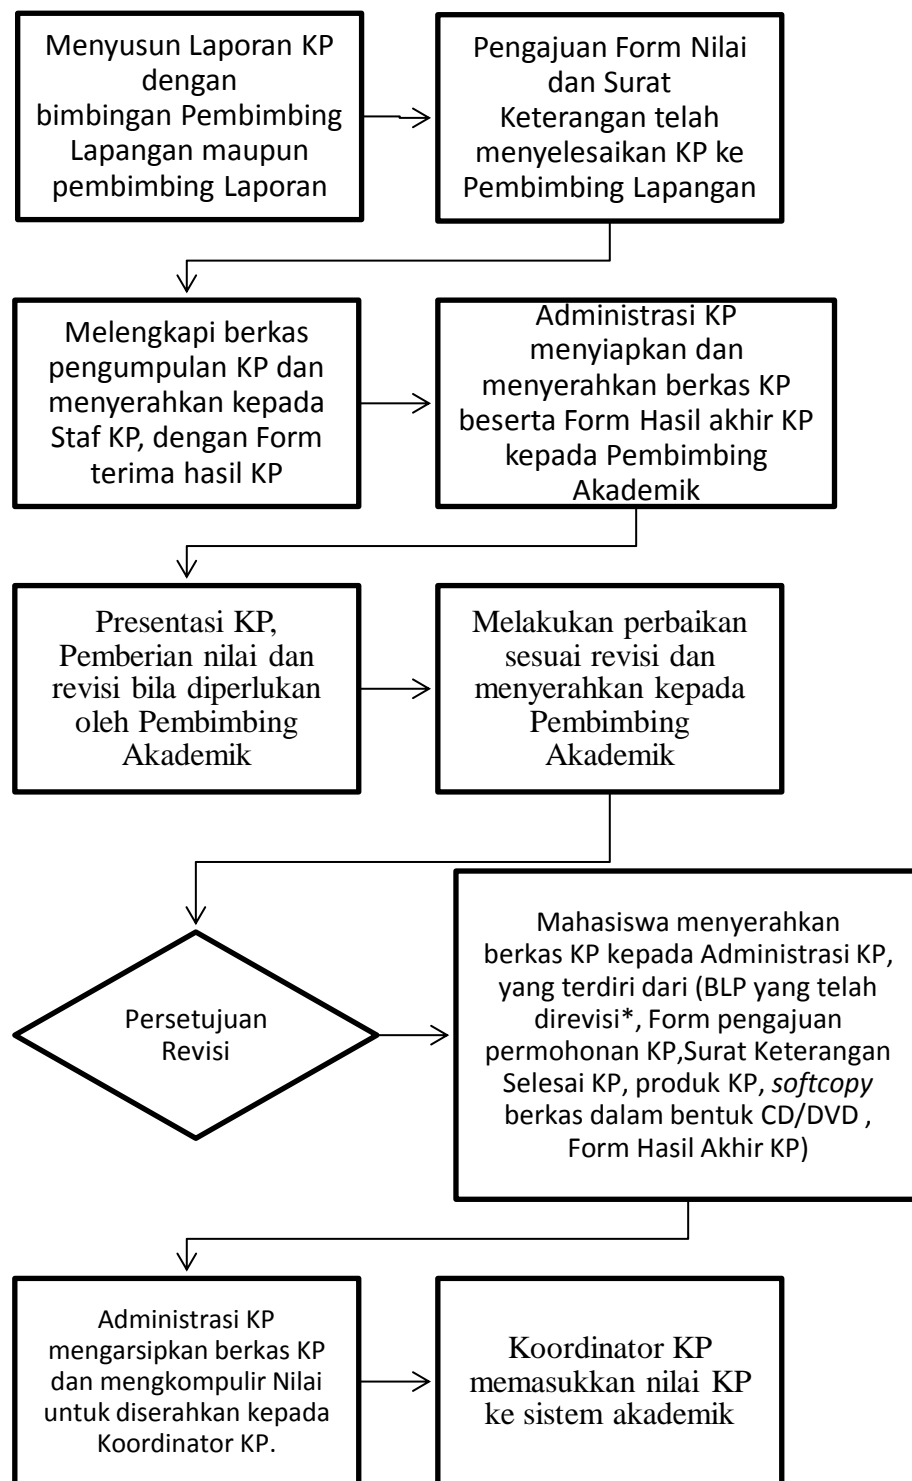 Menyusun Laporan KP
dengan
bimbingan Pembimbing
Lapangan maupun
pembimbing Laporan
Pengajuan Form Nilai
dan Surat
Keterangan telah
menyelesaikan KP ke
Pembimbing Lapangan
Melengkapi berkas
pengumpulan KP dan
menyerahkan kepada
Staf KP, dengan Form
terima hasil KP
Administrasi KP
menyiapkan dan
menyerahkan berkas KP
beserta Form Hasil akhir KP
kepada Pembimbing
Akademik
Presentasi KP,
Pemberian nilai dan
revisi bila diperlukan
oleh Pembimbing
Akademik
Melakukan perbaikan
sesuai revisi dan
menyerahkan kepada
Pembimbing
Akademik
Persetujuan
Revisi
Mahasiswa menyerahkan
berkas KP kepada Administrasi KP,
yang terdiri dari (BLP yang telah
direvisi*, Form pengajuan
permohonan KP,Surat Keterangan
Selesai KP, produk KP, softcopy
berkas dalam bentuk CD/DVD ,
Form Hasil Akhir KP)
Administrasi KP
mengarsipkan berkas KP
dan mengkompulir Nilai
untuk diserahkan kepada
Koordinator KP.
Koordinator KP
memasukkan nilai KP
ke sistem akademik